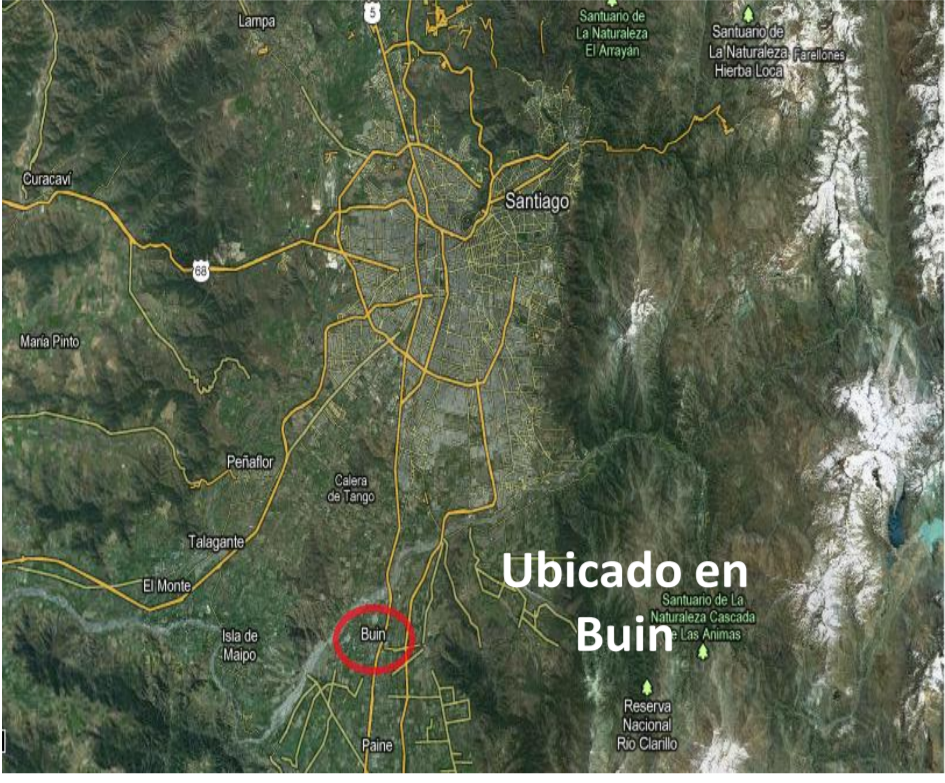 Lampa
5
Santuario de
La Naturaleza
El Arrayán
Santuario de
La Naturaleza
Hierba Loca
Farellones
Curacaví
Santiago
68
María Pinto
Peñaflor
Calera
de Tango
Talagante
El Monte
Ubicado en
Buin
Santuario de La
Naturaleza Cascada
de Las Animas
Isla de
Maipo
Buin
Reserva
Nacional
Río Clarillo
Paine